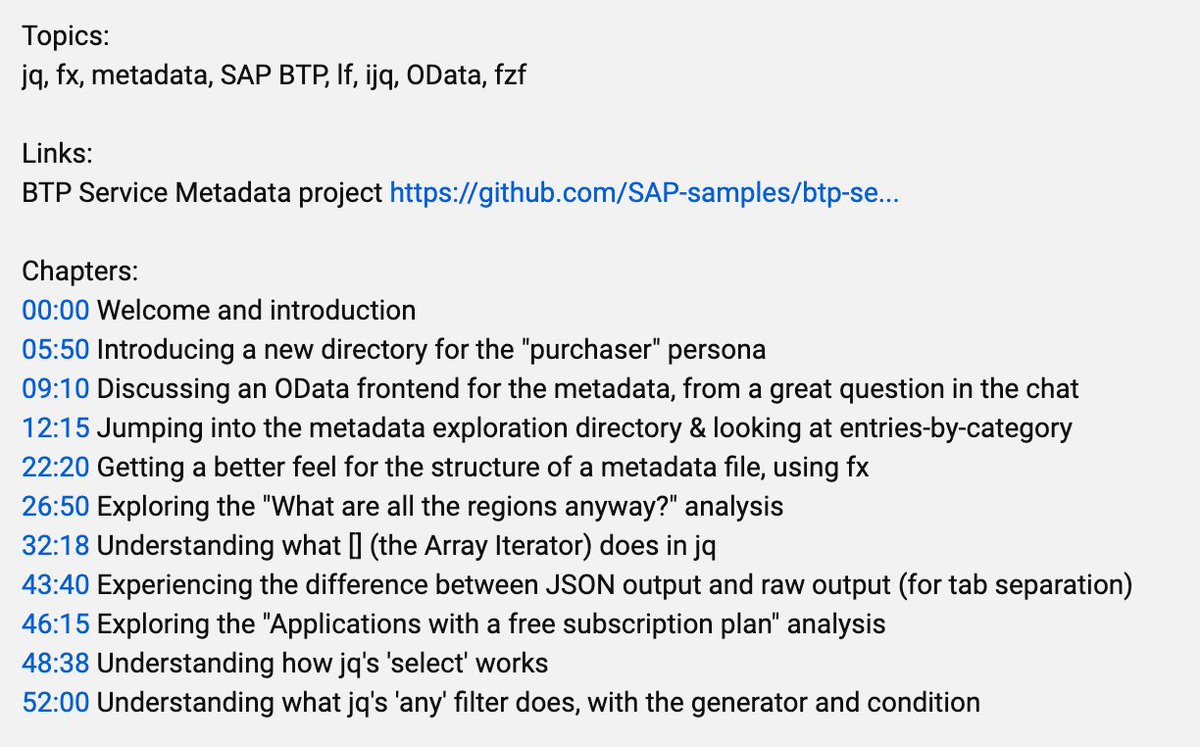 Topics:
jq, fx, metadata, SAP BTP, lf, ijq, OData, fzf
Links:
BTP Service Metadata project https://github.com/SAP-samples/btp-se...
Chapters:
00:00 Welcome and introduction
05:50 Introducing a new directory for the "purchaser" persona
09:10 Discussing an OData frontend for the metadata, from a great question in the chat
12:15 Jumping into the metadata exploration directory & looking at entries-by-category
22:20 Getting a better feel for the structure of a metadata file, using fx
26:50 Exploring the "What are all the regions anyway?" analysis
32:18 Understanding what [] (the Array Iterator) does in jq
43:40 Experiencing the difference between JSON output and raw output (for tab separation)
46:15 Exploring the "Applications with a free subscription plan" analysis
48:38 Understanding how jq's 'select' works
52:00 Understanding what jq's 'any' filter does, with the generator and condition